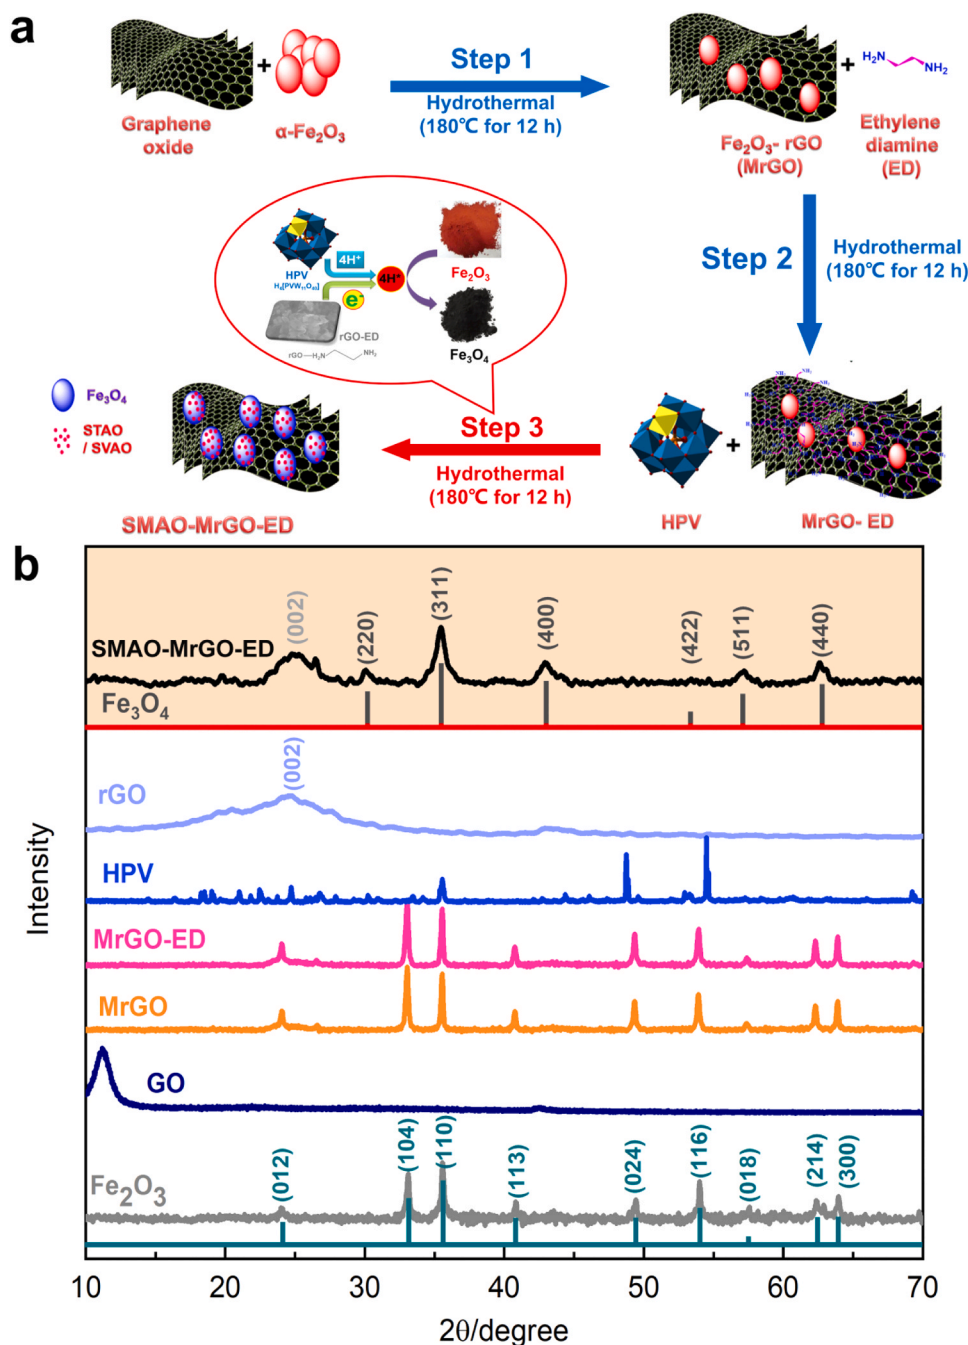 a
Graphene
oxide
+
α-Fe₂O₃
Step 1
Hydrothermal
(180℃ for 12 h)
Fe₂O₃- rGO
(MrGO)
+
H₂N
NH₂
Ethylene
diamine
(ED)
Step 2
Hydrothermal
(180℃ for 12 h)
HPV
4H⁺
e⁻
4H⁺
Fe₂O₃
Fe₃O₄
rGO-ED
rGO—H₂N
NH₂
Fe₃O₄
STAO
/ SVAO
SMAO-MrGO-ED
Step 3
Hydrothermal
(180℃ for 12 h)
HPV
+
MrGO- ED
b
SMAO-MrGO-ED
(002)
(220)
(311)
(400)
(422)
(511)
(440)
Fe₃O₄
rGO
(002)
HPV
MrGO-ED
MrGO
GO
Fe₂O₃
(012)
(104)
(110)
(113)
(024)
(116)
(018)
(214)
(300)
Intensity
10 20 30 40 50 60 70
2θ/degree